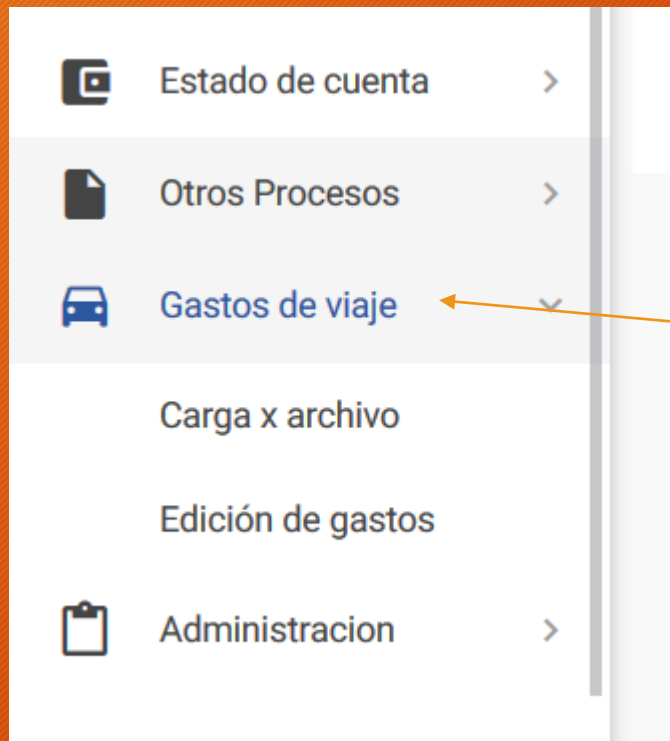 Estado de cuenta
Otros Procesos
Gastos de viaje
Carga x archivo
Edición de gastos
Administracion